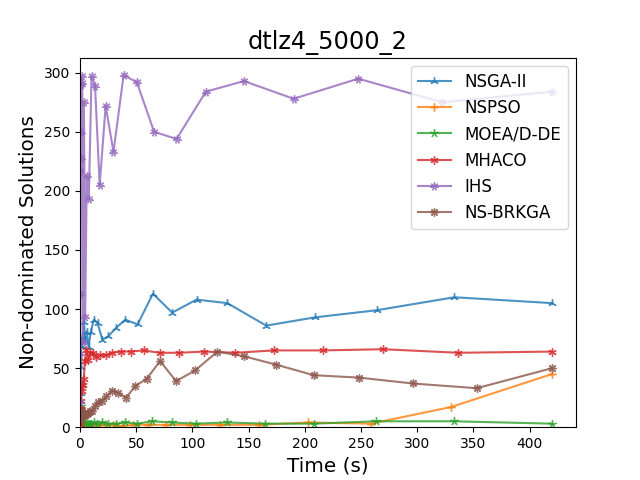 dtlz4_5000_2
Non-dominated Solutions
300
250
200
150
100
50
0
0 50 100 150 200 250 300 350 400
Time (s)
NSGA-II
NSPSO
MOEA/D-DE
MHACO
IHS
NS-BRKGA